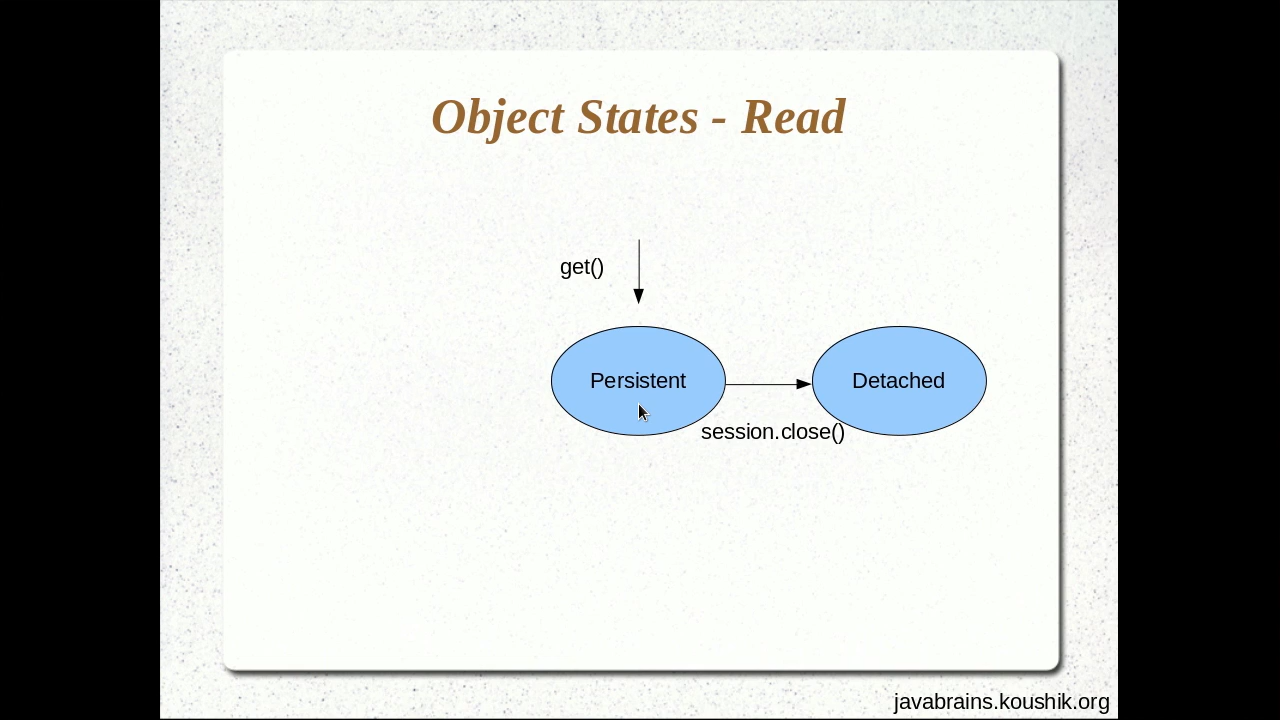 Object States - Read
get()
Persistent
Detached
session.close()
javabrains.koushik.org